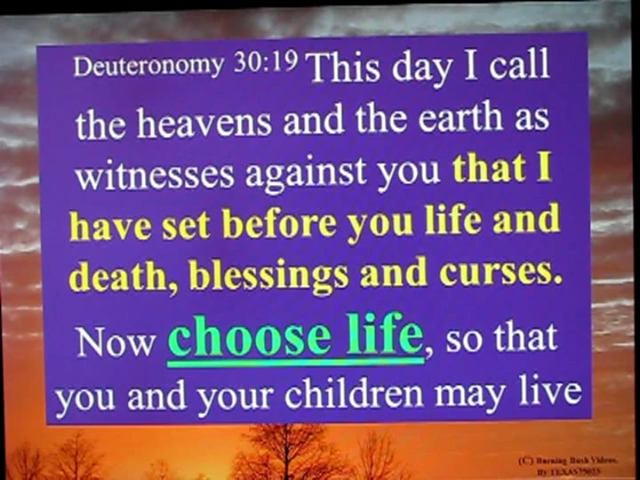 Deuteronomy 30:19 This day I call
the heavens and the earth as
witnesses against you that I
have set before you life and
death, blessings and curses.
Now choose life, so that
you and your children may live
(C) Burning Bush Videos.